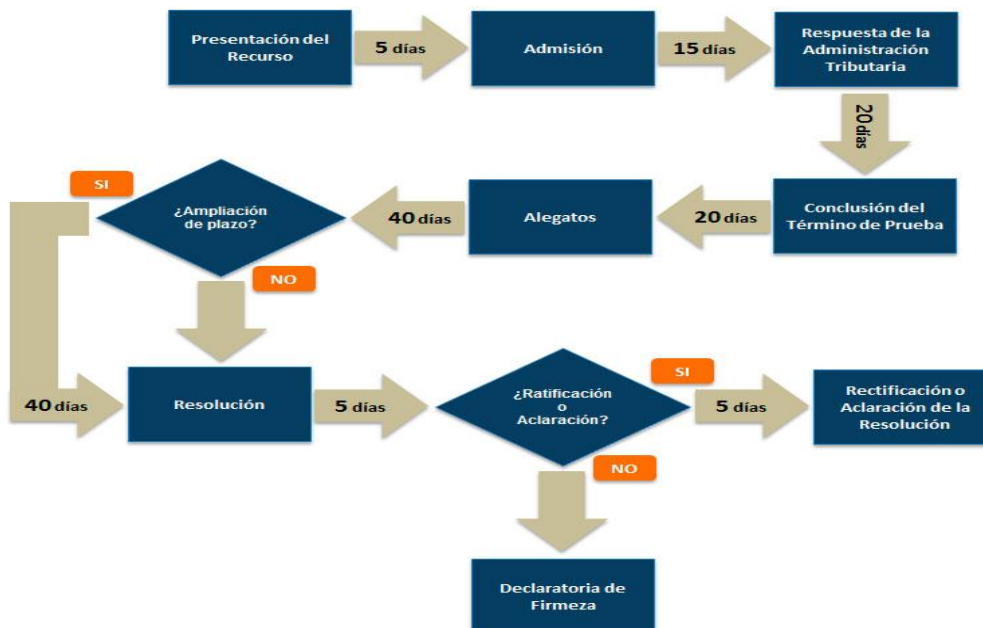 Presentación del
Recurso
5 días
Admisión
15 días
Respuesta de la
Administración
Tributaria
20 días
Conclusión del
Término de Prueba
20 días
Alegatos
40 días
¿Ampliación
de plazo?
SI
NO
40 días
Resolución
5 días
¿Ratificación
o
Aclaración?
SI
5 días
Rectificación o
Aclaración de la
Resolución
NO
Declaratoria de
Firmeza